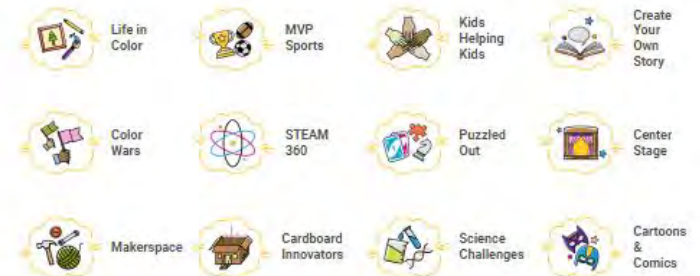 Life in
Color
MVP
Sports
Kids
Helping
Kids
Create
Your
Own
Story
Color
Wars
STEAM
360
Puzzled
Out
Center
Stage
Makerspace
Cardboard
Innovators
Science
Challenges
Cartoons
&
Comics